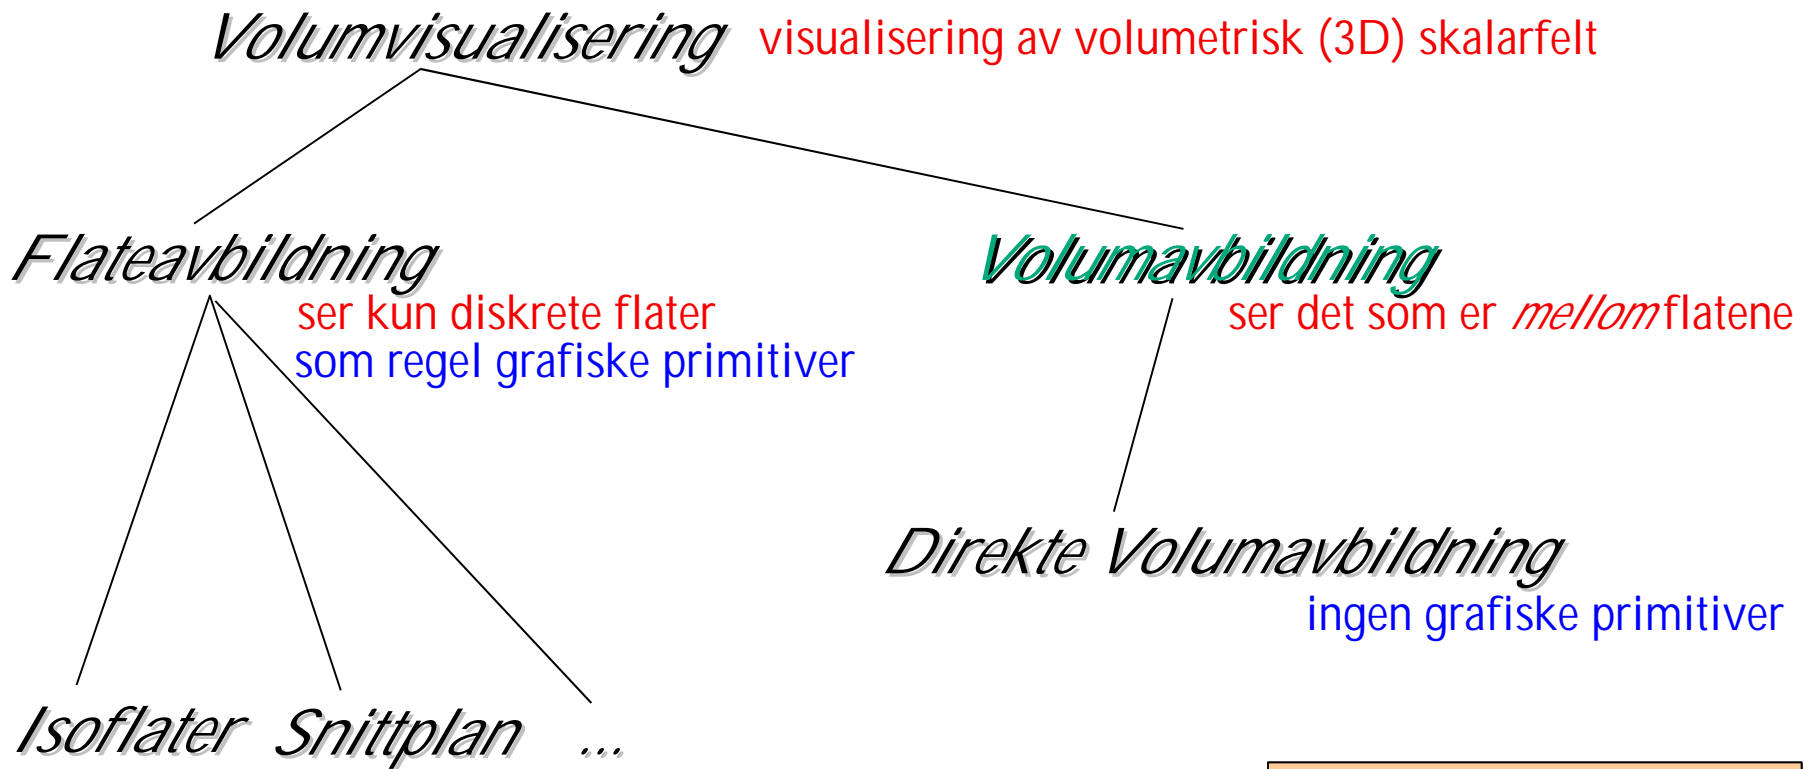 Volumvisualisering visualisering av volumetrisk (3D) skalarfelt
Flateavbildning
ser kun diskrete flater
som regel grafiske primitiver
Volumavbildning
ser det som er mellom flatene
Direkte Volumavbildning
ingen grafiske primitiver
Isoflater Snittplan ...